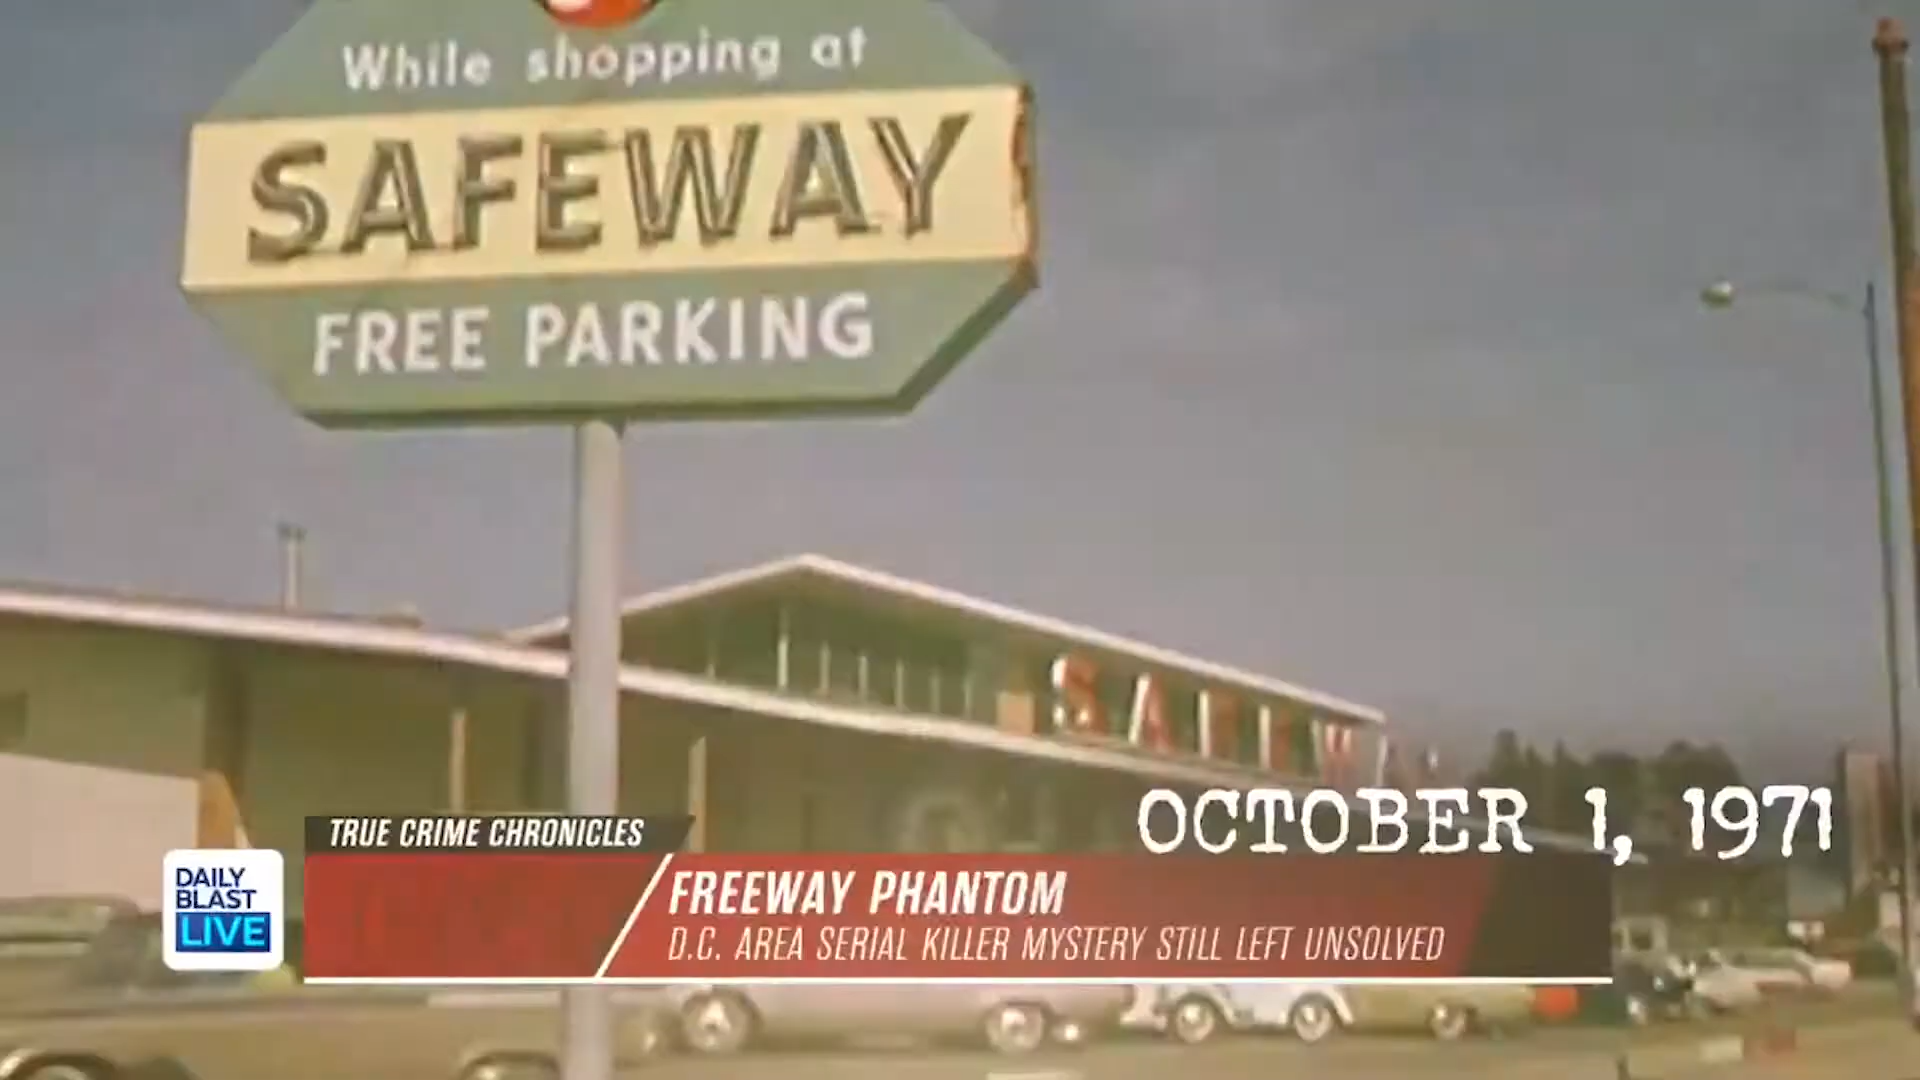 While shopping at
SAFEWAY
FREE PARKING
SAFEWAY
OCTOBER 1, 1971
TRUE CRIME CHRONICLES
DAILY
BLAST
LIVE
FREEWAY PHANTOM
D.C. AREA SERIAL KILLER MYSTERY STILL LEFT UNSOLVED